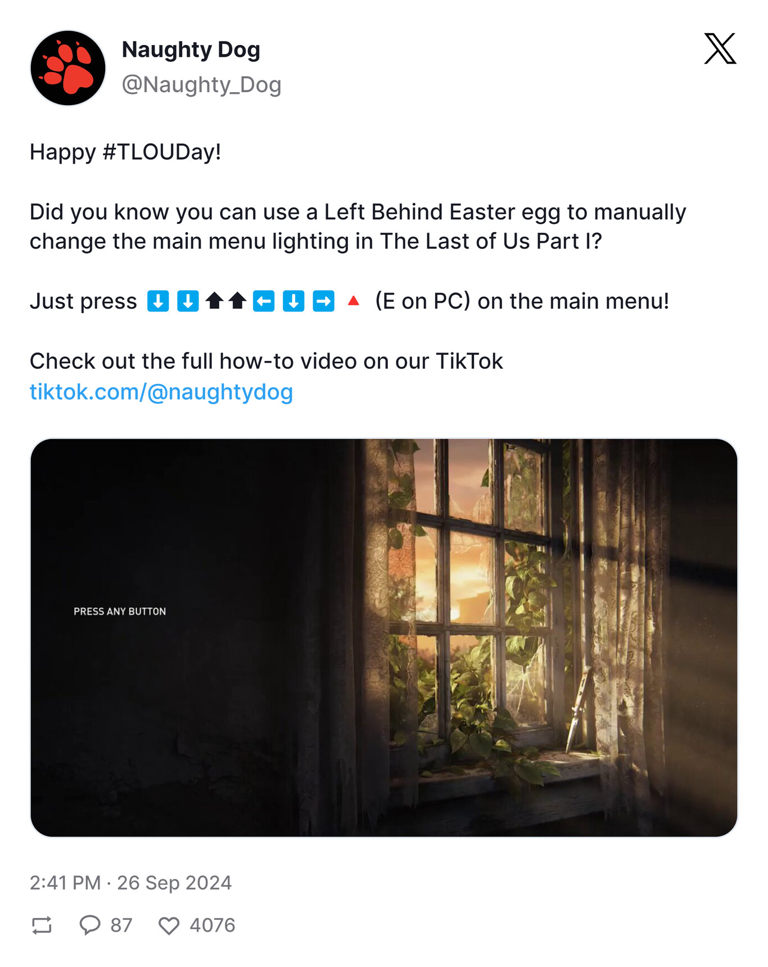 Naughty Dog
@Naughty_Dog
Happy #TLOUDay!
Did you know you can use a Left Behind Easter egg to manually
change the main menu lighting in The Last of Us Part I?
Just press ⬇️⬇️⬆⬆⬅️⬇️➡️🔺 (E on PC) on the main menu!
Check out the full how-to video on our TikTok
tiktok.com/@naughtydog
PRESS ANY BUTTON
2:41 PM · 26 Sep 2024
87 4076